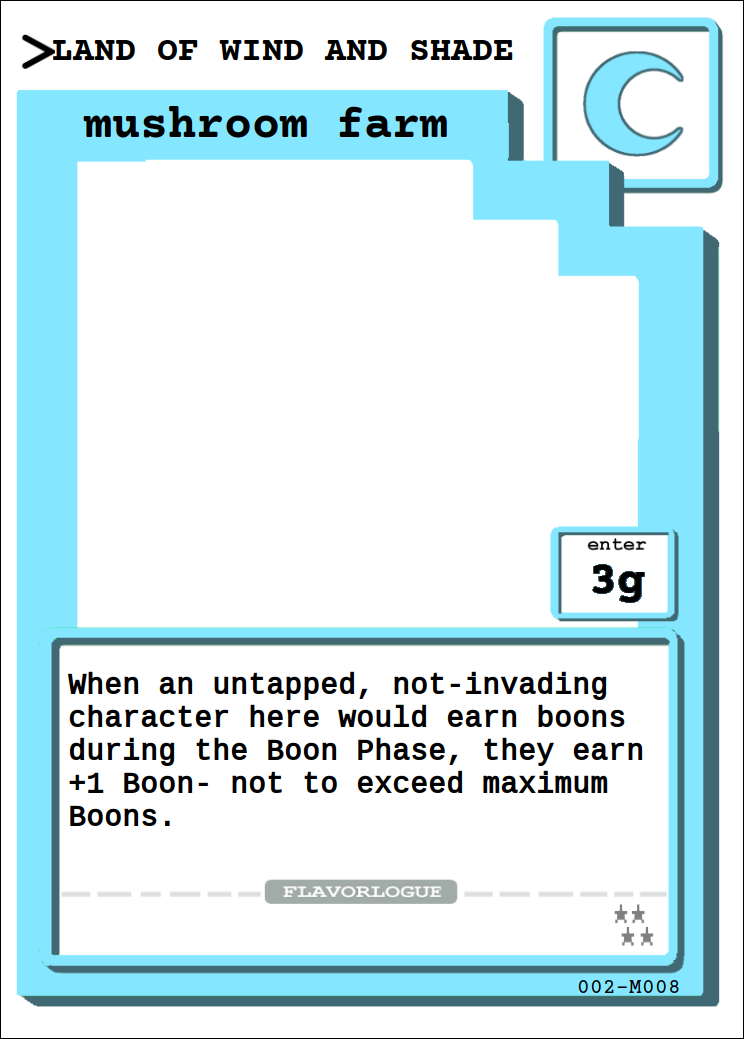 >LAND OF WIND AND SHADE
mushroom farm
enter
3g
When an untapped, not-invading
character here would earn boons
during the Boon Phase, they earn
+1 Boon- not to exceed maximum
Boons.
FLAVORLOGUE
002-M008